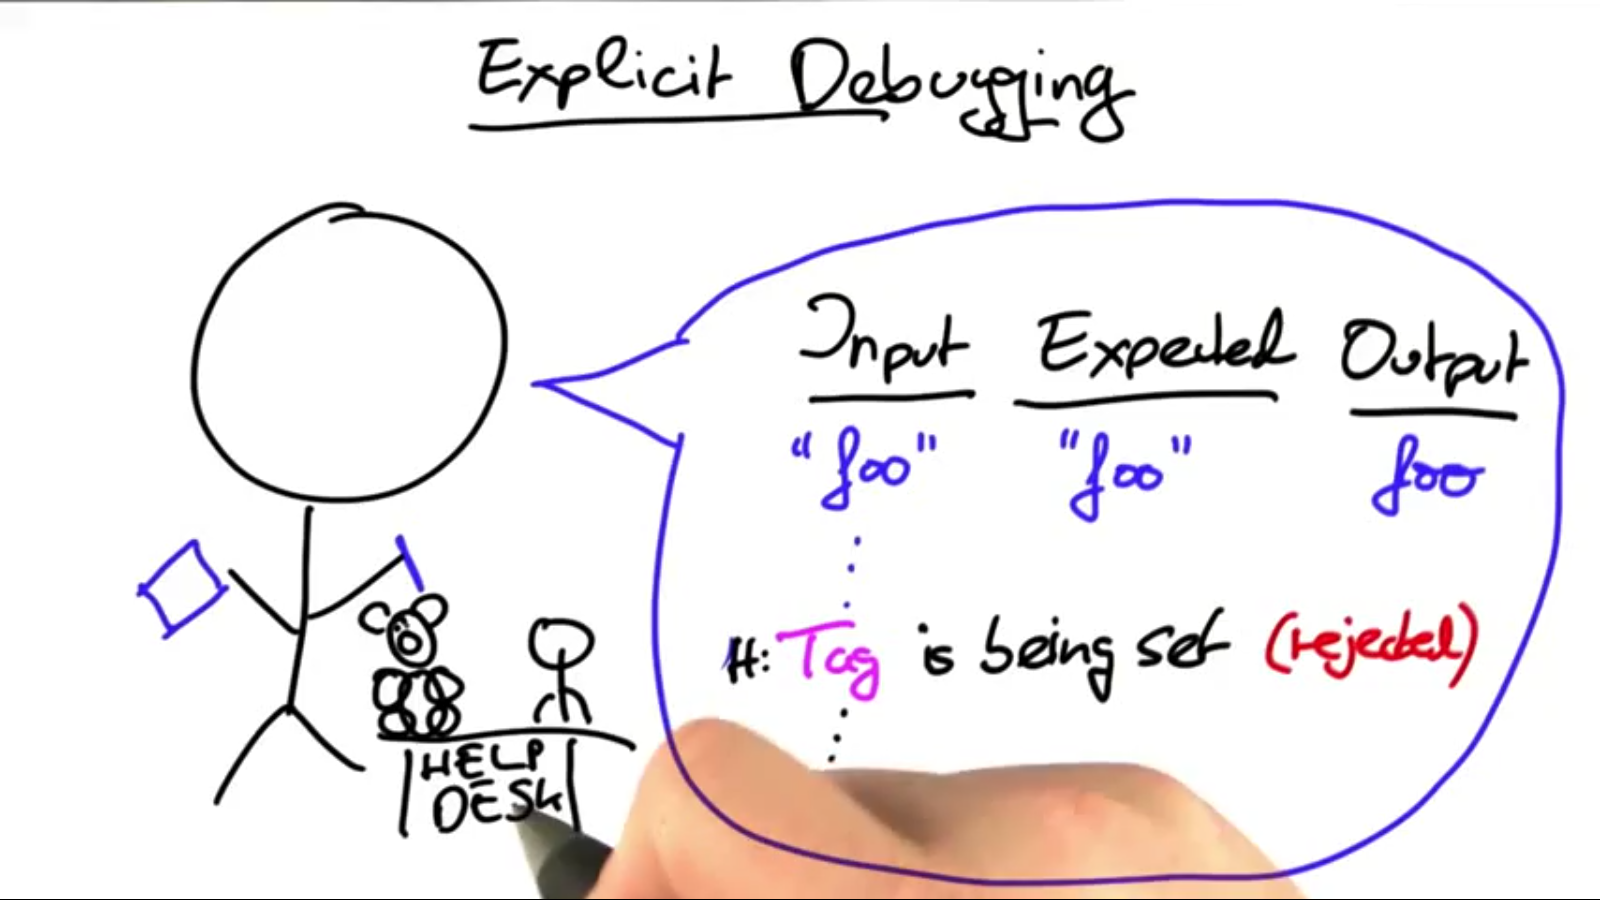 Explicit Debugging
Input Expected Output
"foo" "foo" foo
H: Tag is being set (rejected)
HELP
DESK